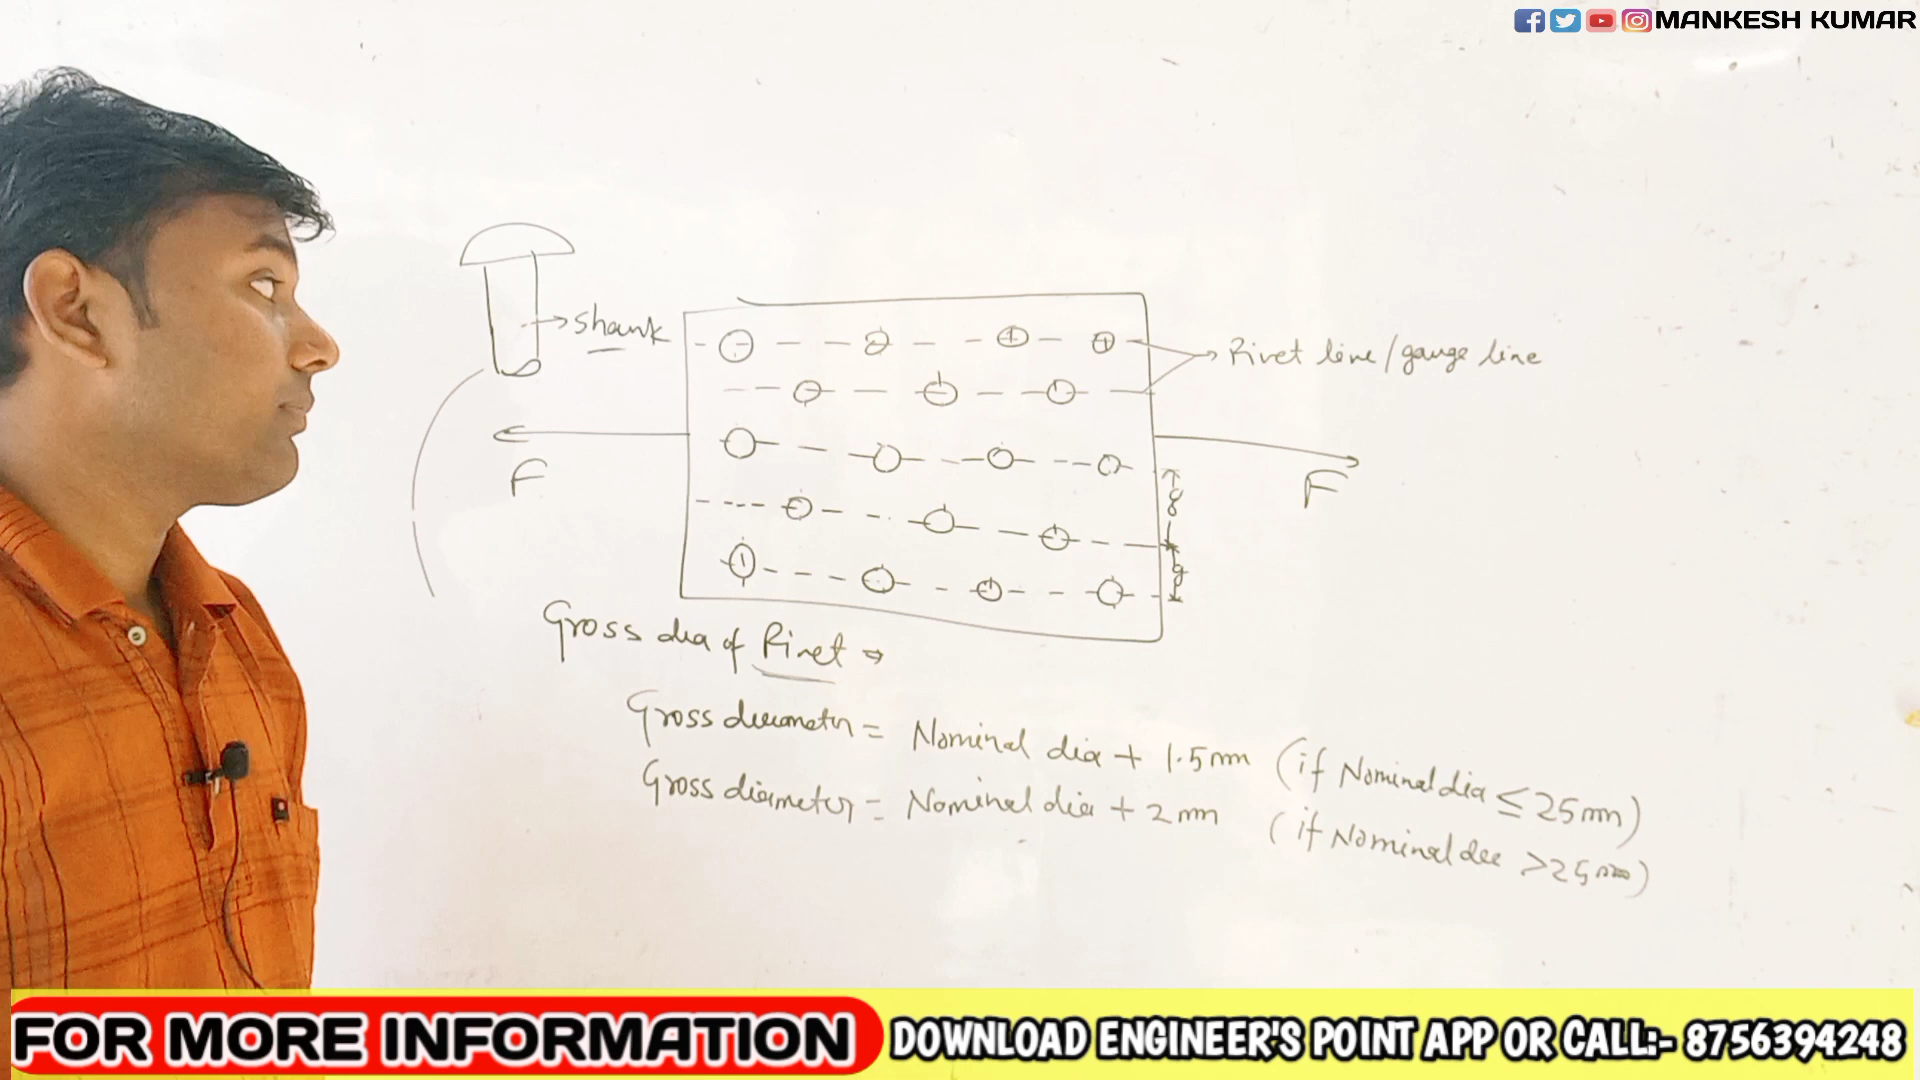 MANKESH KUMAR
shank
Rivet line/gauge line
F
F
g
g
Gross dia of Rivet ⇒
Gross diameter = Nominal dia + 1.5mm (if Nominal dia ≤ 25mm)
Gross diameter = Nominal dia + 2mm (if Nominal dia > 25mm)
FOR MORE INFORMATION
DOWNLOAD ENGINEER'S POINT APP OR CALL:- 8756394248